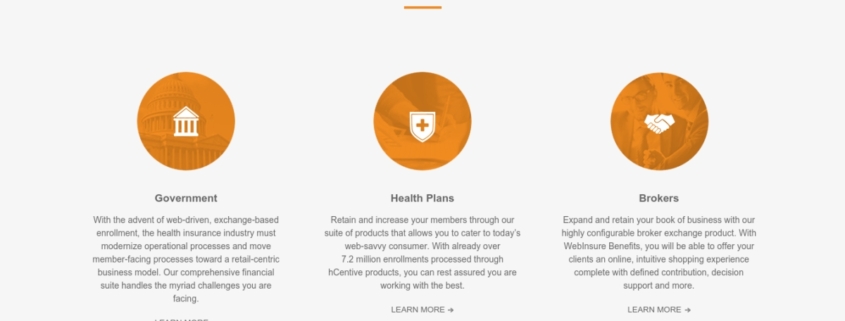 Government
With the advent of web-driven, exchange-based
enrollment, the health insurance industry must
modernize operational processes and move
member-facing processes toward a retail-centric
business model. Our comprehensive financial
suite handles the myriad challenges you are
facing.
LEARN MORE
Health Plans
Retain and increase your members through our
suite of products that allows you to cater to today's
web-savvy consumer. With already over
7.2 million enrollments processed through
hCentive products, you can rest assured you are
working with the best.
LEARN MORE →
Brokers
Expand and retain your book of business with our
highly configurable broker exchange product. With
WebInsure Benefits, you will be able to offer your
clients an online, intuitive shopping experience
complete with defined contribution, decision
support and more.
LEARN MORE →